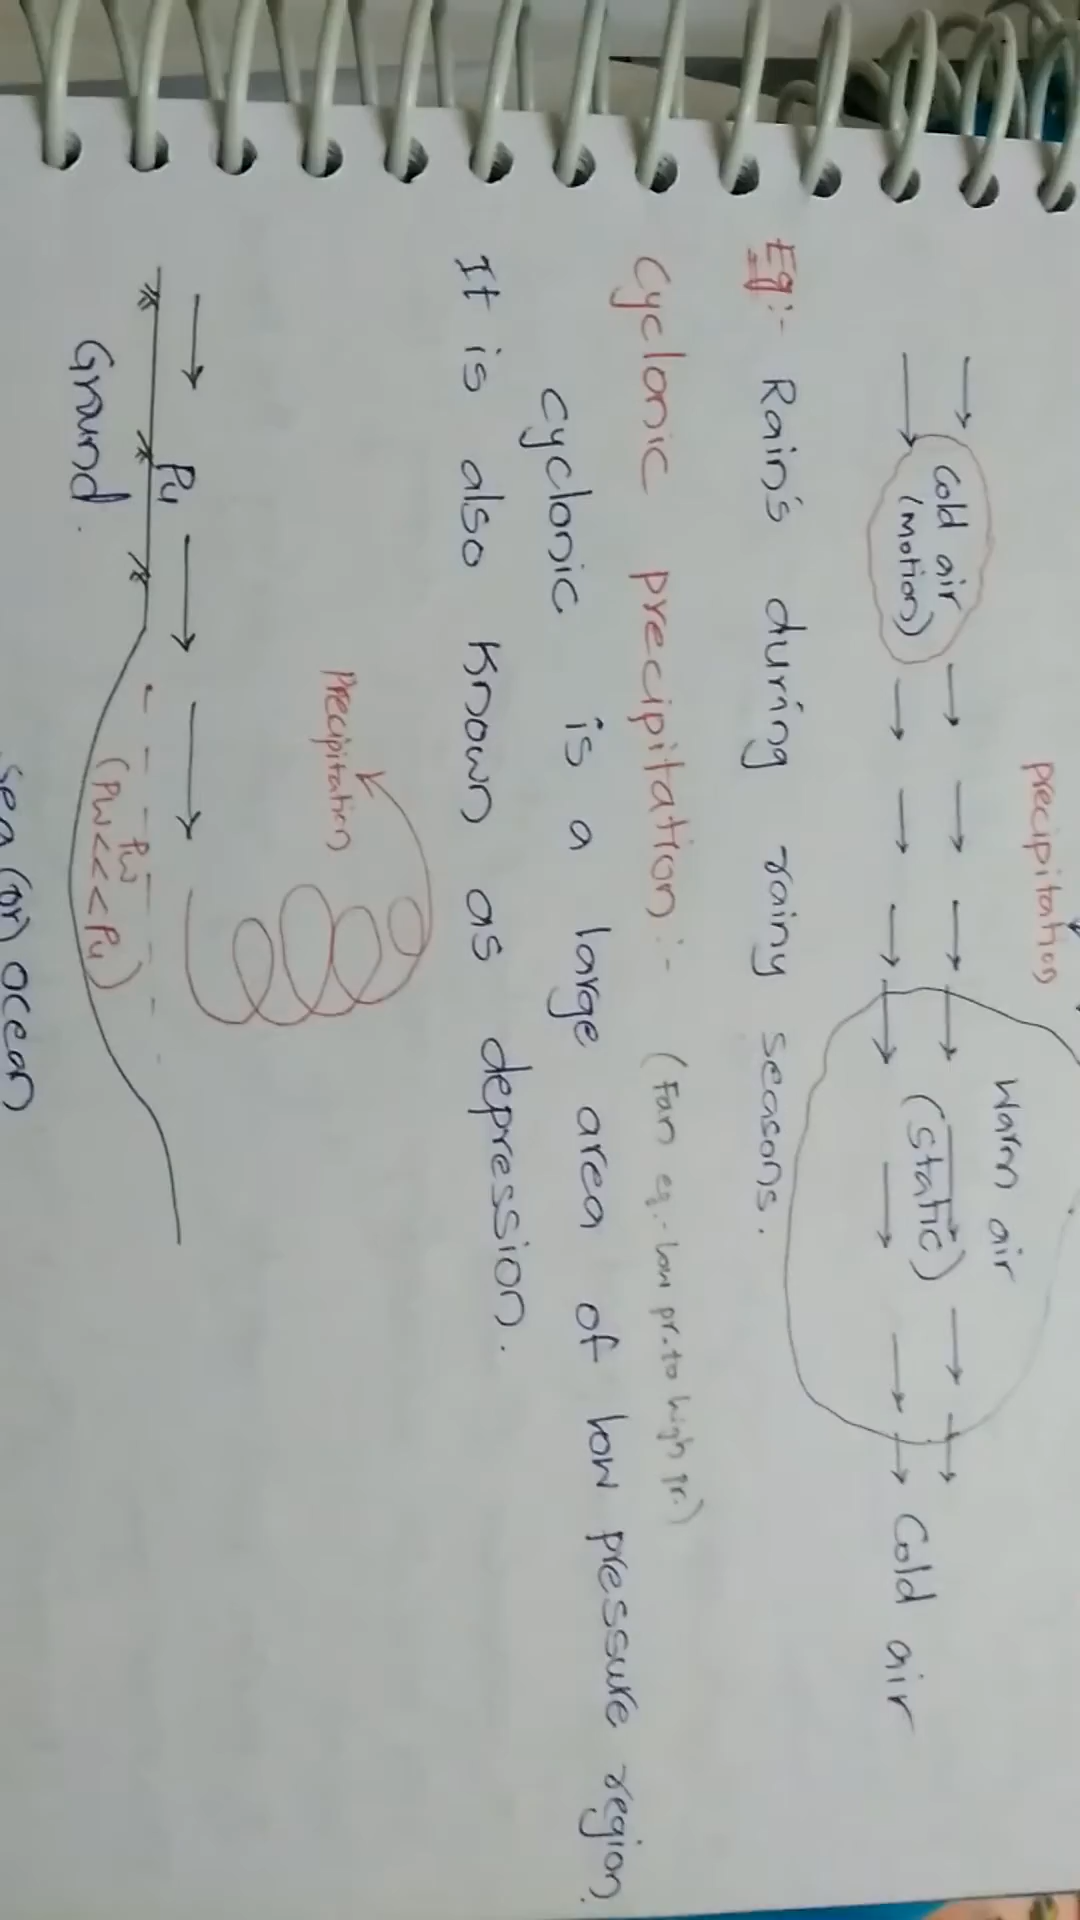 Precipitation
Warm air
Cold air
(motion)
(static)
Cold air
Eg:- Rain's during rainy seasons.
Cyclonic precipitation:- (Fan eg:- low pr. to high pr.)
Cyclonic is a large area of low pressure region.
It is also known as depression.
Precipitation
Pu
Pw
(Pw<<<Pu)
Ground.
Sea (or) ocean